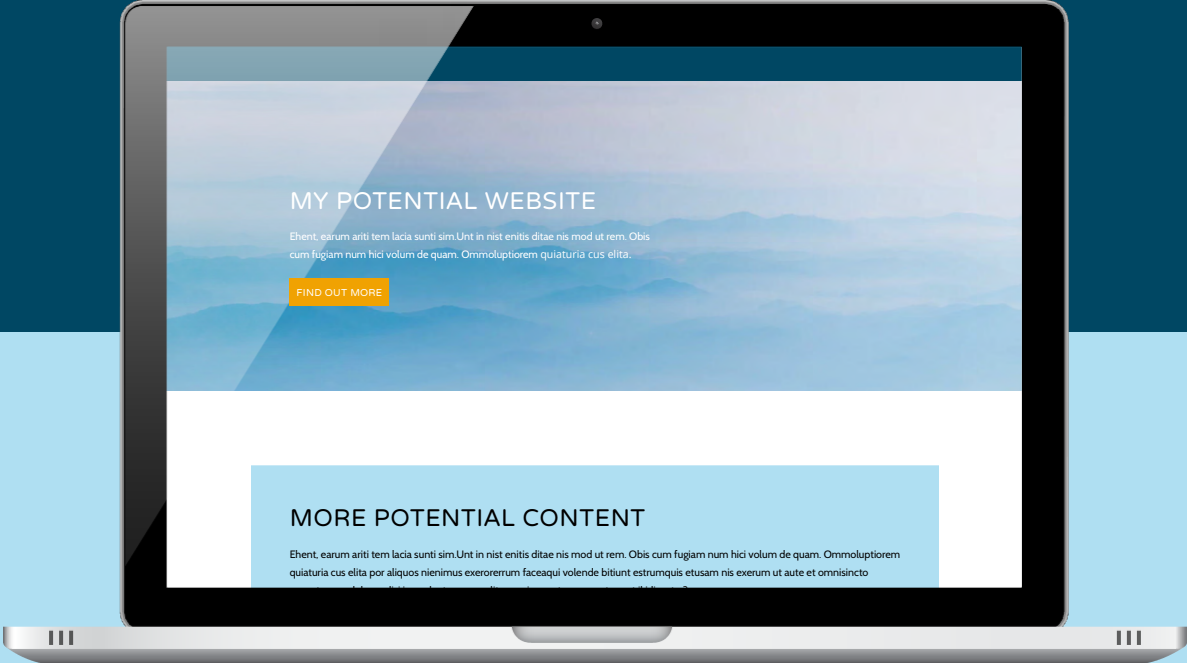 MY POTENTIAL WEBSITE
Ehent, earum ariti tem lacia sunti sim.Unt in nist enitis ditae nis mod ut rem. Obis
cum fugiam num hici volum de quam. Ommoluptiorem quiaturia cus elita.
FIND OUT MORE
MORE POTENTIAL CONTENT
Ehent, earum ariti tem lacia sunti sim.Unt in nist enitis ditae nis mod ut rem. Obis cum fugiam num hici volum de quam. Ommoluptiorem
quiaturia cus elita por aliquos nienimus exerorerrum faceaqui volende bitiunt estrumquis etusam nis exerum ut aute et omnisincto